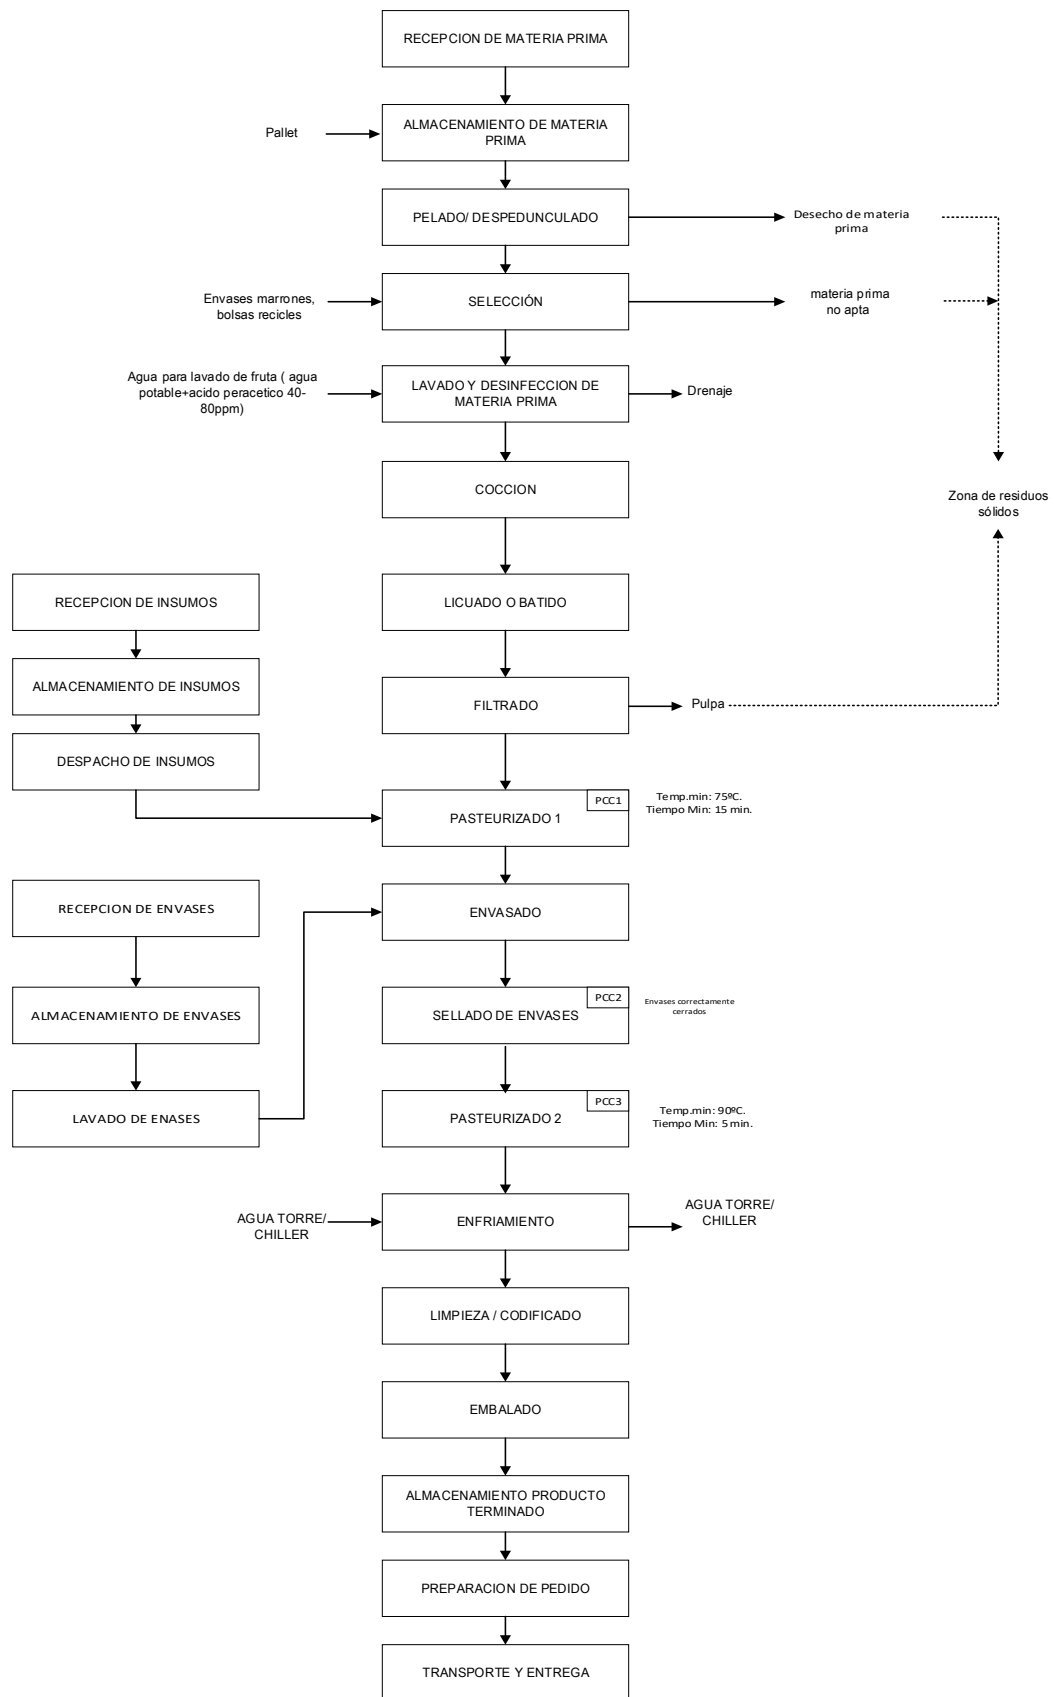 RECEPCION DE MATERIA PRIMA
Pallet
ALMACENAMIENTO DE MATERIA
PRIMA
PELADO/ DESPEDUNCULADO
Desecho de materia
prima
Envases marrones,
bolsas recicles
SELECCIÓN
materia prima
no apta
Agua para lavado de fruta ( agua
potable+acido peracetico 40-
80ppm)
LAVADO Y DESINFECCION DE
MATERIA PRIMA
Drenaje
COCCION
Zona de residuos
sólidos
RECEPCION DE INSUMOS
LICUADO O BATIDO
ALMACENAMIENTO DE INSUMOS
FILTRADO
Pulpa
DESPACHO DE INSUMOS
PCC1
PASTEURIZADO 1
Temp.min: 75ºC.
Tiempo Min: 15 min.
RECEPCION DE ENVASES
ENVASADO
ALMACENAMIENTO DE ENVASES
PCC2
SELLADO DE ENVASES
Envases correctamente
cerrados
LAVADO DE ENASES
PCC3
PASTEURIZADO 2
Temp.min: 90ºC.
Tiempo Min: 5 min.
AGUA TORRE/
CHILLER
ENFRIAMIENTO
AGUA TORRE/
CHILLER
LIMPIEZA / CODIFICADO
EMBALADO
ALMACENAMIENTO PRODUCTO
TERMINADO
PREPARACION DE PEDIDO
TRANSPORTE Y ENTREGA